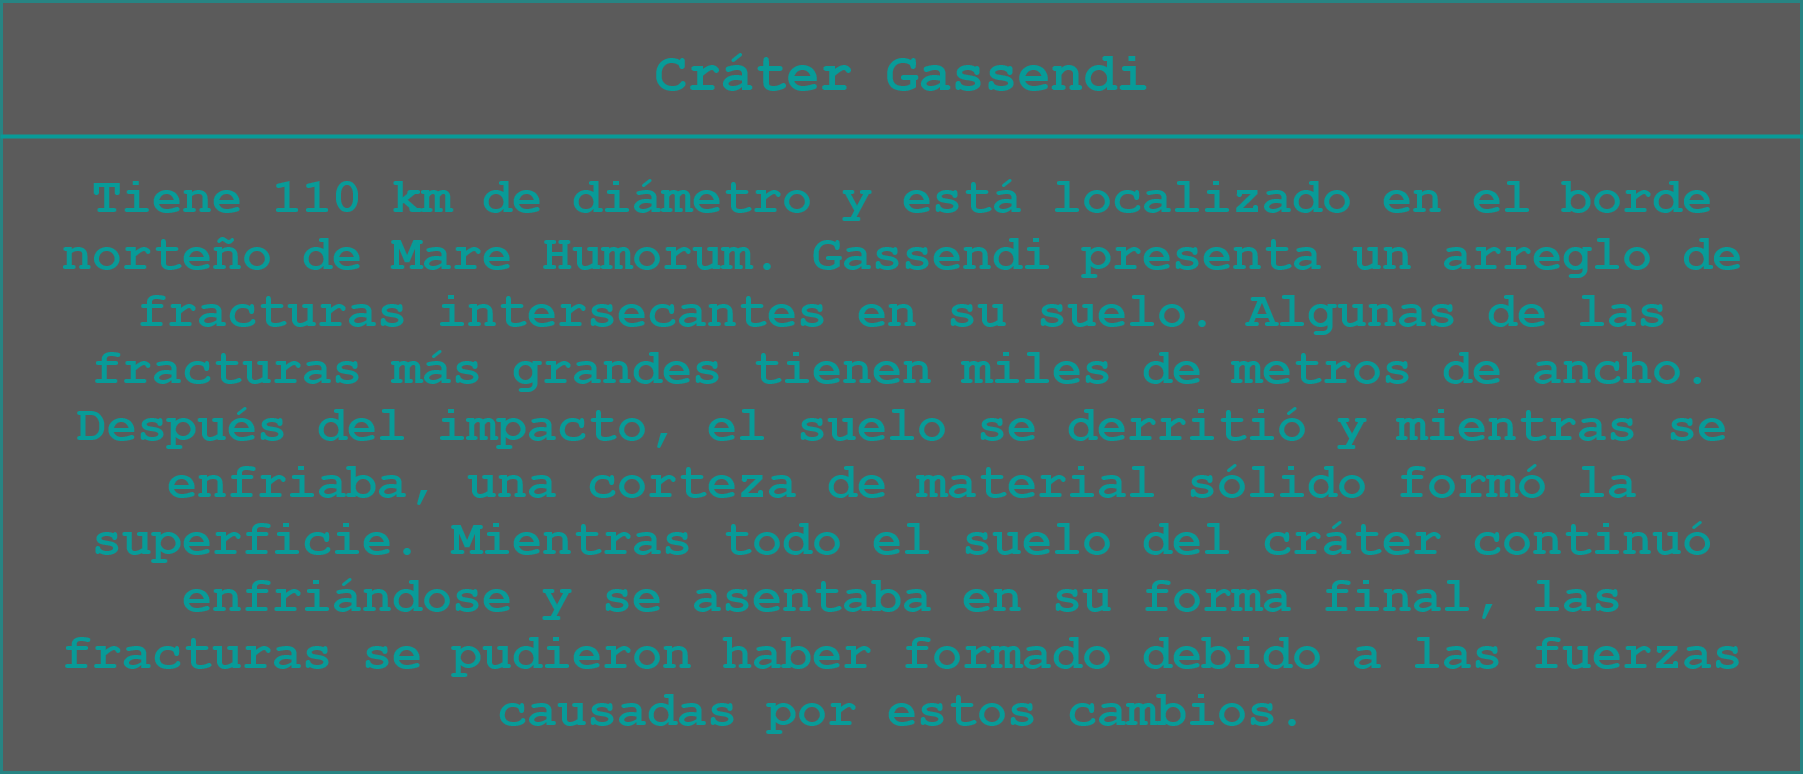 Cráter Gassendi
Tiene 110 km de diámetro y está localizado en el borde
norteño de Mare Humorum. Gassendi presenta un arreglo de
fracturas intersecantes en su suelo. Algunas de las
fracturas más grandes tienen miles de metros de ancho.
Después del impacto, el suelo se derritió y mientras se
enfriaba, una corteza de material sólido formó la
superficie. Mientras todo el suelo del cráter continuó
enfriándose y se asentaba en su forma final, las
fracturas se pudieron haber formado debido a las fuerzas
causadas por estos cambios.